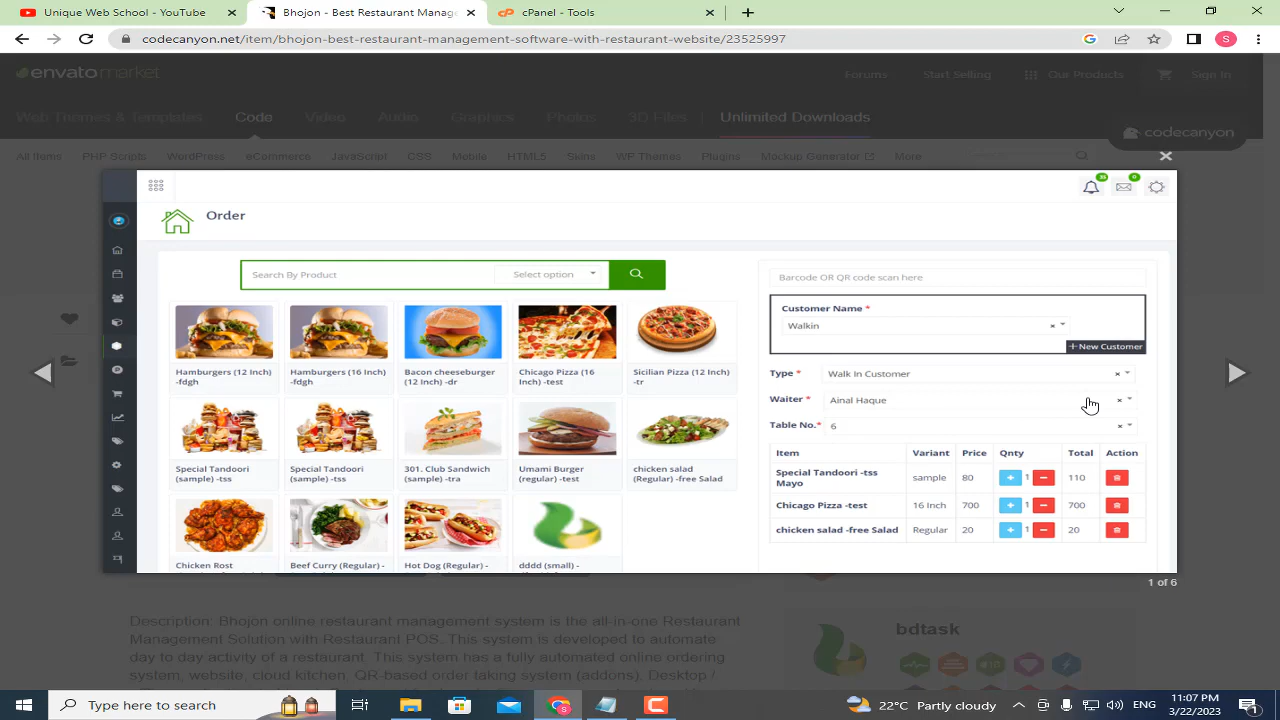 Youtub
Bhojon
apple - Tools
codecanyon.net/item/bhojon-best-restaurant-management-software-with-restaurant-pos/23525997
S
envatomarket
Forums
Start Selling
Our Products
Sign In
Web Themes & Templates
Code
Video
Audio
Graphics
Photos
3D Files
Unlimited Downloads
codecanyon
All Items
PHP Scripts
WordPress
eCommerce
JavaScript
CSS
Mobile
HTML5
Skins
WP Themes
Plugins
Mockup Generator
More
Order
Search By Product
Select option
Hamburgers (12 Inch)
-fdgh
Hamburgers (16 Inch)
-fdgh
Bacon cheeseburger
(12 Inch) -dr
Chicago Pizza (16
Inch) -test
Sicilian Pizza (12 Inch)
-tr
Special Tandoori
(sample) -tss
Special Tandoori
(sample) -tss
301. Club Sandwich
(sample) -tra
Umami Burger
(regular) -test
chicken salad
(Regular) -free Salad
Chicken Rost
Beef Curry (Regular) -
Hot Dog (Regular) -
dddd (small) -
Barcode OR QR code scan here
Customer Name *
Walkin
× 
+ New Customer
Type *
Walk In Customer
×
Waiter *
Ainal Haque
×
Table No.*
6
×
Item Variant Price Qnty Total Action
Special Tandoori -tss
Mayo
sample 80 + 1 − 110
Chicago Pizza -test 16 Inch 700 + 1 − 700
chicken salad -free Salad Regular 20 + 1 − 20
1 of 6
Description: Bhojon online restaurant management system is the all-in-one Restaurant
Management Solution with Restaurant POS. This system is developed to automate
day to day activity of a restaurant. This system has a fully automated online ordering
system, website, cloud kitchen, QR-based order taking system (addons). Desktop /
bdtask
Type here to search
22°C Partly cloudy
ENG
11:07 PM
3/22/2023